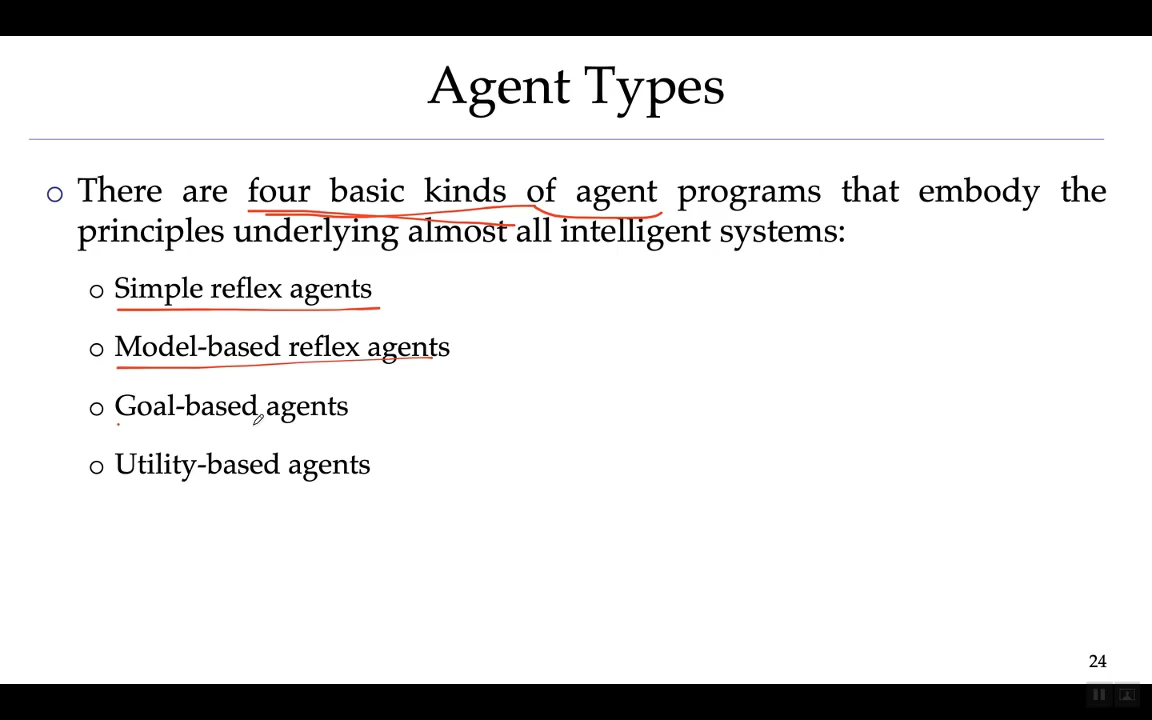 Agent Types
There are four basic kinds of agent programs that embody the
principles underlying almost all intelligent systems:
Simple reflex agents
Model-based reflex agents
Goal-based agents
Utility-based agents
24